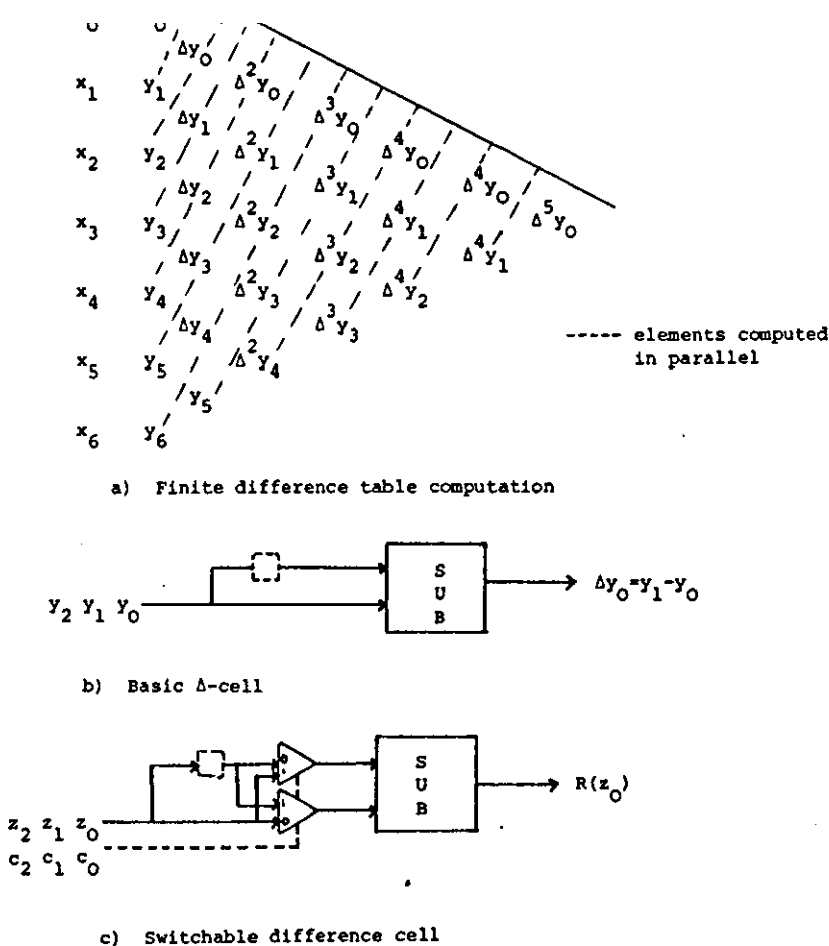 Δy₀
x₁ y₁ Δ²y₀
Δy₁ Δ³y₀
x₂ y₂ Δ²y₁ Δ⁴y₀
Δy₂ Δ³y₁ Δ⁴y₀
x₃ y₃ Δ²y₂ Δ⁴y₁ Δ⁵y₀
Δy₃ Δ³y₂ Δ⁴y₁
x₄ y₄ Δ²y₃ Δ⁴y₂
Δy₄ Δ³y₃
----- elements computed
in parallel
x₅ y₅ Δ²y₄
y₅
x₆ y₆
a) Finite difference table computation
S
U
B
y₂ y₁ y₀
Δy₀=y₁-y₀
b) Basic Δ-cell
S
U
B
R(z₀)
z₂ z₁ z₀
c₂ c₁ c₀
c) Switchable difference cell